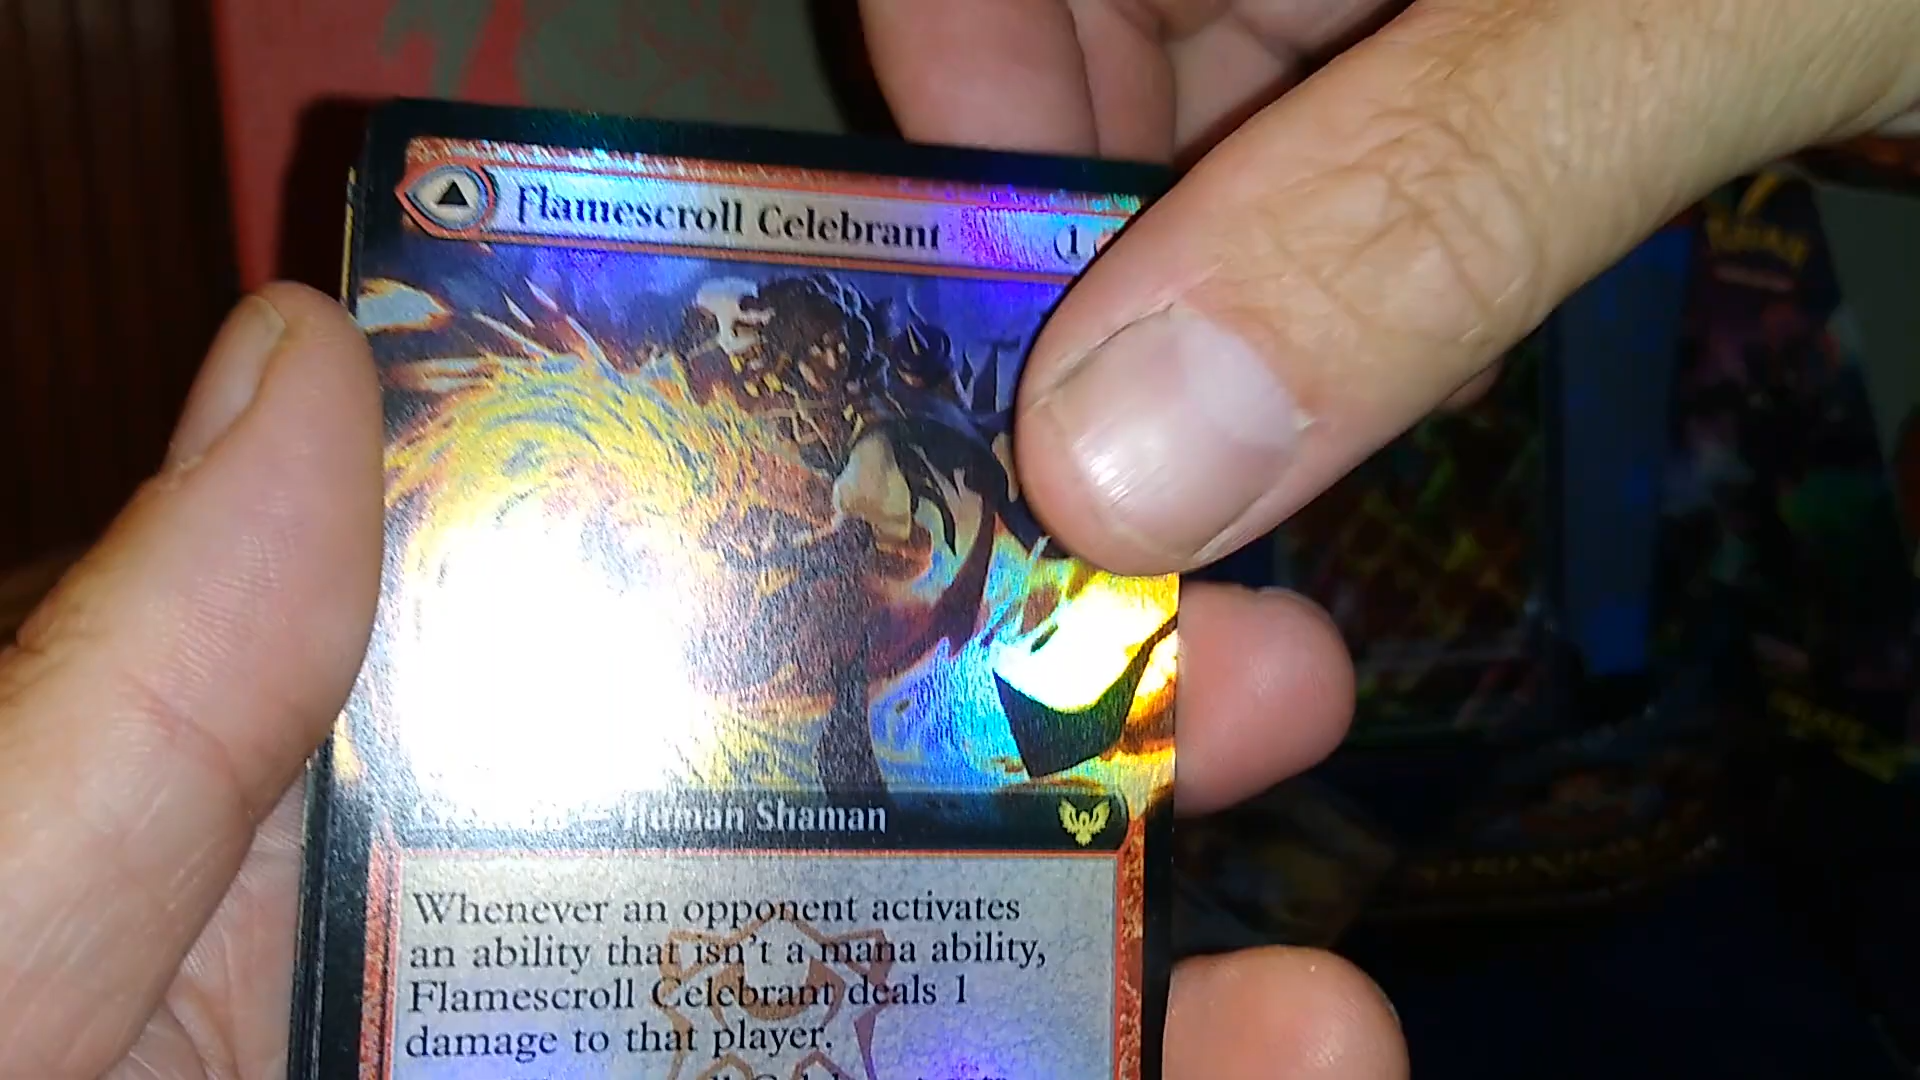 Flamescroll Celebrant 1
Human Shaman
Whenever an opponent activates
an ability that isn't a mana ability,
Flamescroll Celebrant deals 1
damage to that player.